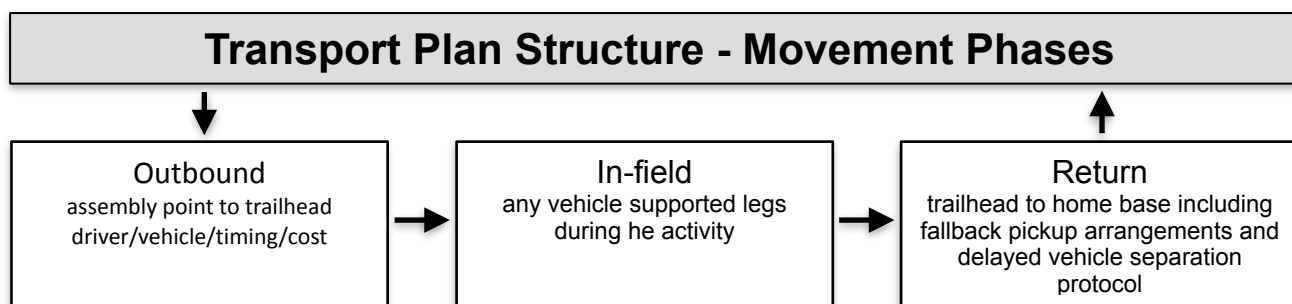 Transport Plan Structure - Movement Phases
Outbound
assembly point to trailhead
driver/vehicle/timing/cost
In-field
any vehicle supported legs
during he activity
Return
trailhead to home base including
fallback pickup arrangements and
delayed vehicle separation
protocol